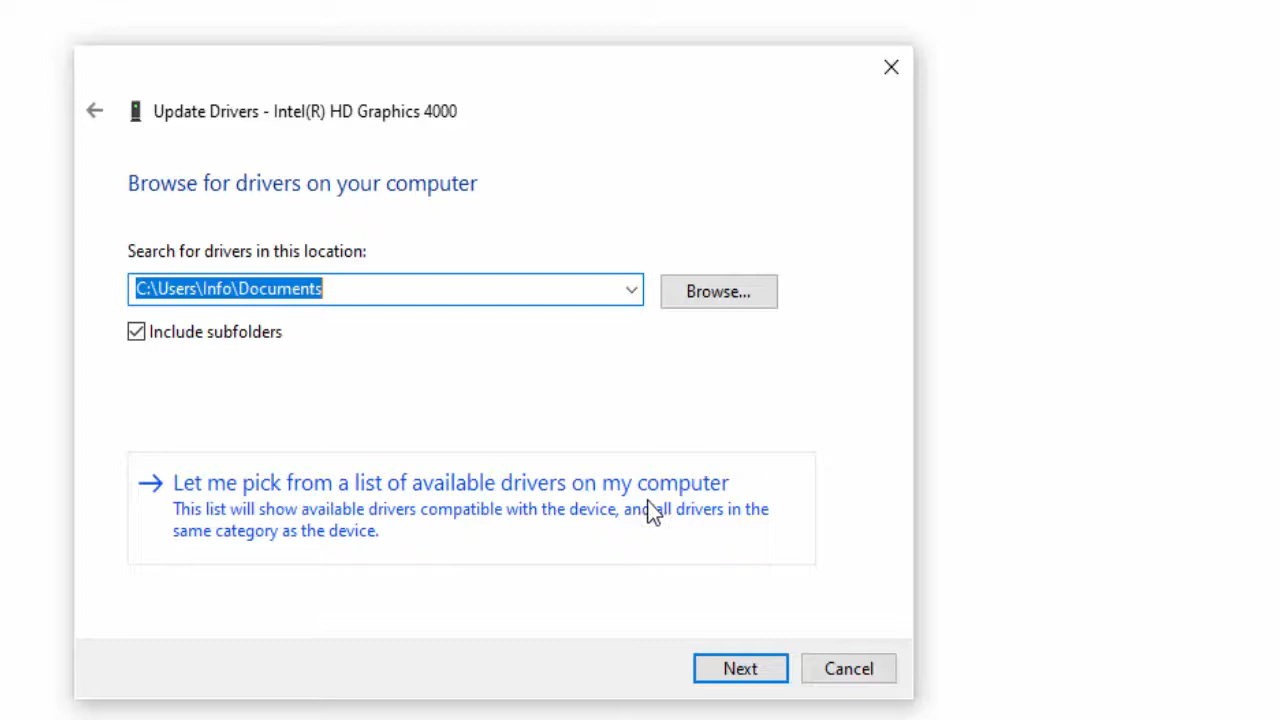 Update Drivers - Intel(R) HD Graphics 4000
Browse for drivers on your computer
Search for drivers in this location:
C:\Users\Info\Documents
Browse...
Include subfolders
Let me pick from a list of available drivers on my computer
This list will show available drivers compatible with the device, and all drivers in the
same category as the device.
Next
Cancel